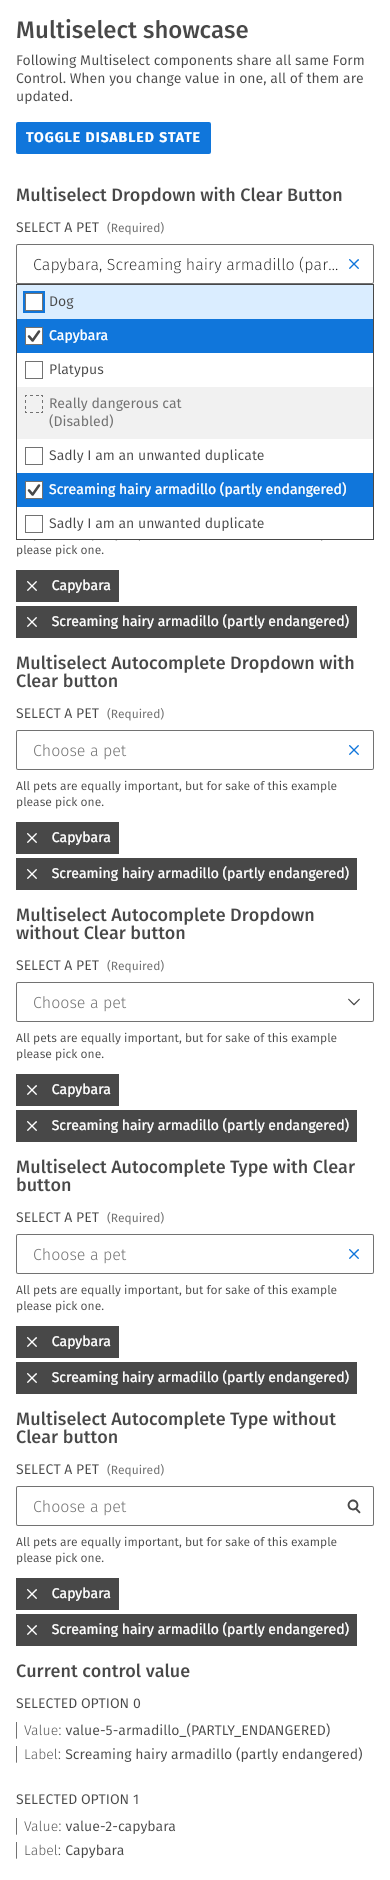 Multiselect showcase
Following Multiselect components share all same Form
Control. When you change value in one, all of them are
updated.
TOGGLE DISABLED STATE
Multiselect Dropdown with Clear Button
SELECT A PET (Required)
Capybara, Screaming hairy armadillo (par...
Dog
Capybara
Platypus
Really dangerous cat
(Disabled)
Sadly I am an unwanted duplicate
Screaming hairy armadillo (partly endangered)
Sadly I am an unwanted duplicate
please pick one.
Capybara
Screaming hairy armadillo (partly endangered)
Multiselect Autocomplete Dropdown with
Clear button
SELECT A PET (Required)
Choose a pet
All pets are equally important, but for sake of this example
please pick one.
Capybara
Screaming hairy armadillo (partly endangered)
Multiselect Autocomplete Dropdown
without Clear button
SELECT A PET (Required)
Choose a pet
All pets are equally important, but for sake of this example
please pick one.
Capybara
Screaming hairy armadillo (partly endangered)
Multiselect Autocomplete Type with Clear
button
SELECT A PET (Required)
Choose a pet
All pets are equally important, but for sake of this example
please pick one.
Capybara
Screaming hairy armadillo (partly endangered)
Multiselect Autocomplete Type without
Clear button
SELECT A PET (Required)
Choose a pet
All pets are equally important, but for sake of this example
please pick one.
Capybara
Screaming hairy armadillo (partly endangered)
Current control value
SELECTED OPTION 0
Value: value-5-armadillo_(PARTLY_ENDANGERED)
Label: Screaming hairy armadillo (partly endangered)
SELECTED OPTION 1
Value: value-2-capybara
Label: Capybara